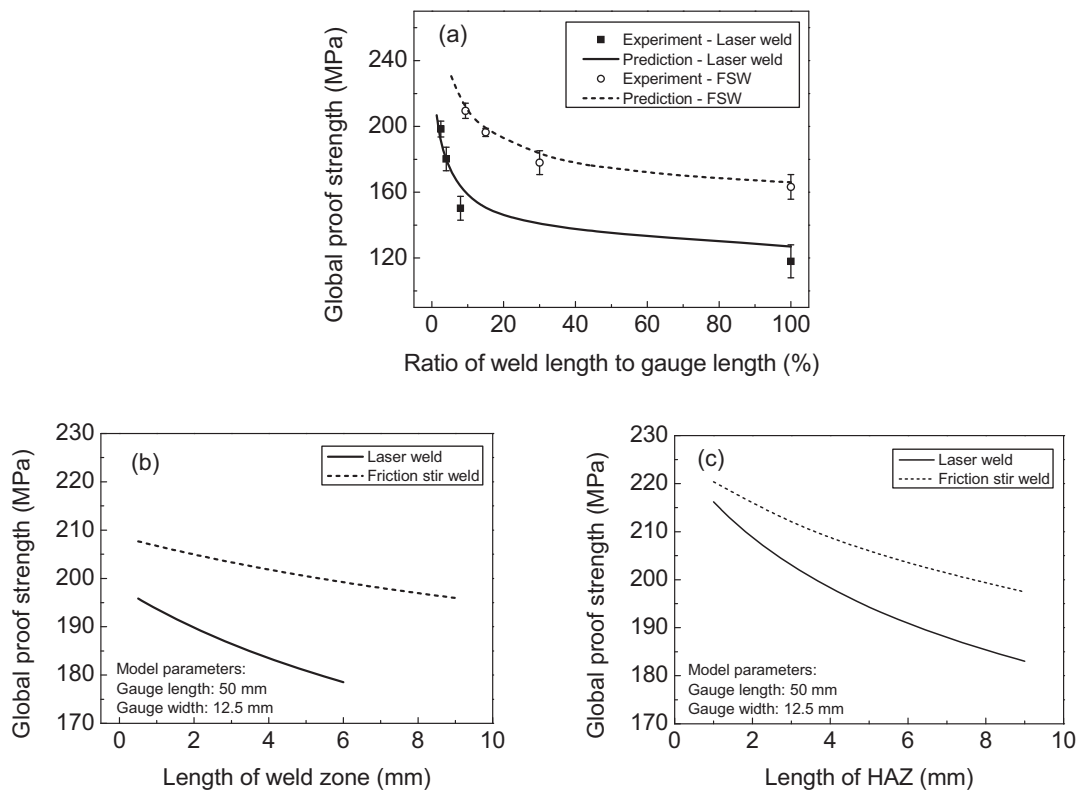 (a)
Experiment - Laser weld
Prediction - Laser weld
Experiment - FSW
Prediction - FSW
Global proof strength (MPa)
240
200
160
120
0 20 40 60 80 100
Ratio of weld length to gauge length (%)
(b)
Laser weld
Friction stir weld
Global proof strength (MPa)
230
220
210
200
190
180
170
Model parameters:
Gauge length: 50 mm
Gauge width: 12.5 mm
0 2 4 6 8 10
Length of weld zone (mm)
(c)
Laser weld
Friction stir weld
Global proof strength (MPa)
230
220
210
200
190
180
170
Model parameters:
Gauge length: 50 mm
Gauge width: 12.5 mm
0 2 4 6 8 10
Length of HAZ (mm)